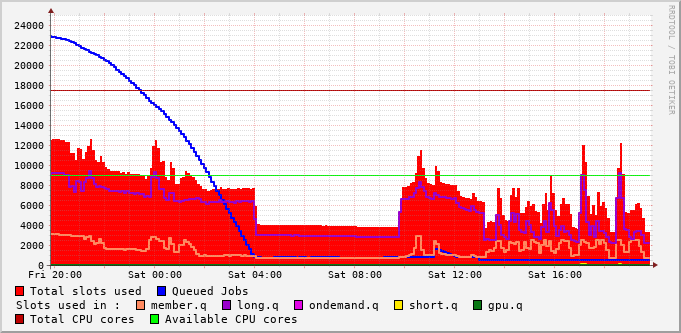 RRDTOOL / TOBI OETIKER
24000
22000
20000
18000
16000
14000
12000
10000
8000
6000
4000
2000
0
Fri 20:00 Sat 00:00 Sat 04:00 Sat 08:00 Sat 12:00 Sat 16:00
Total slots used Queued Jobs
Slots used in : member.q long.q ondemand.q short.q gpu.q
Total CPU cores Available CPU cores